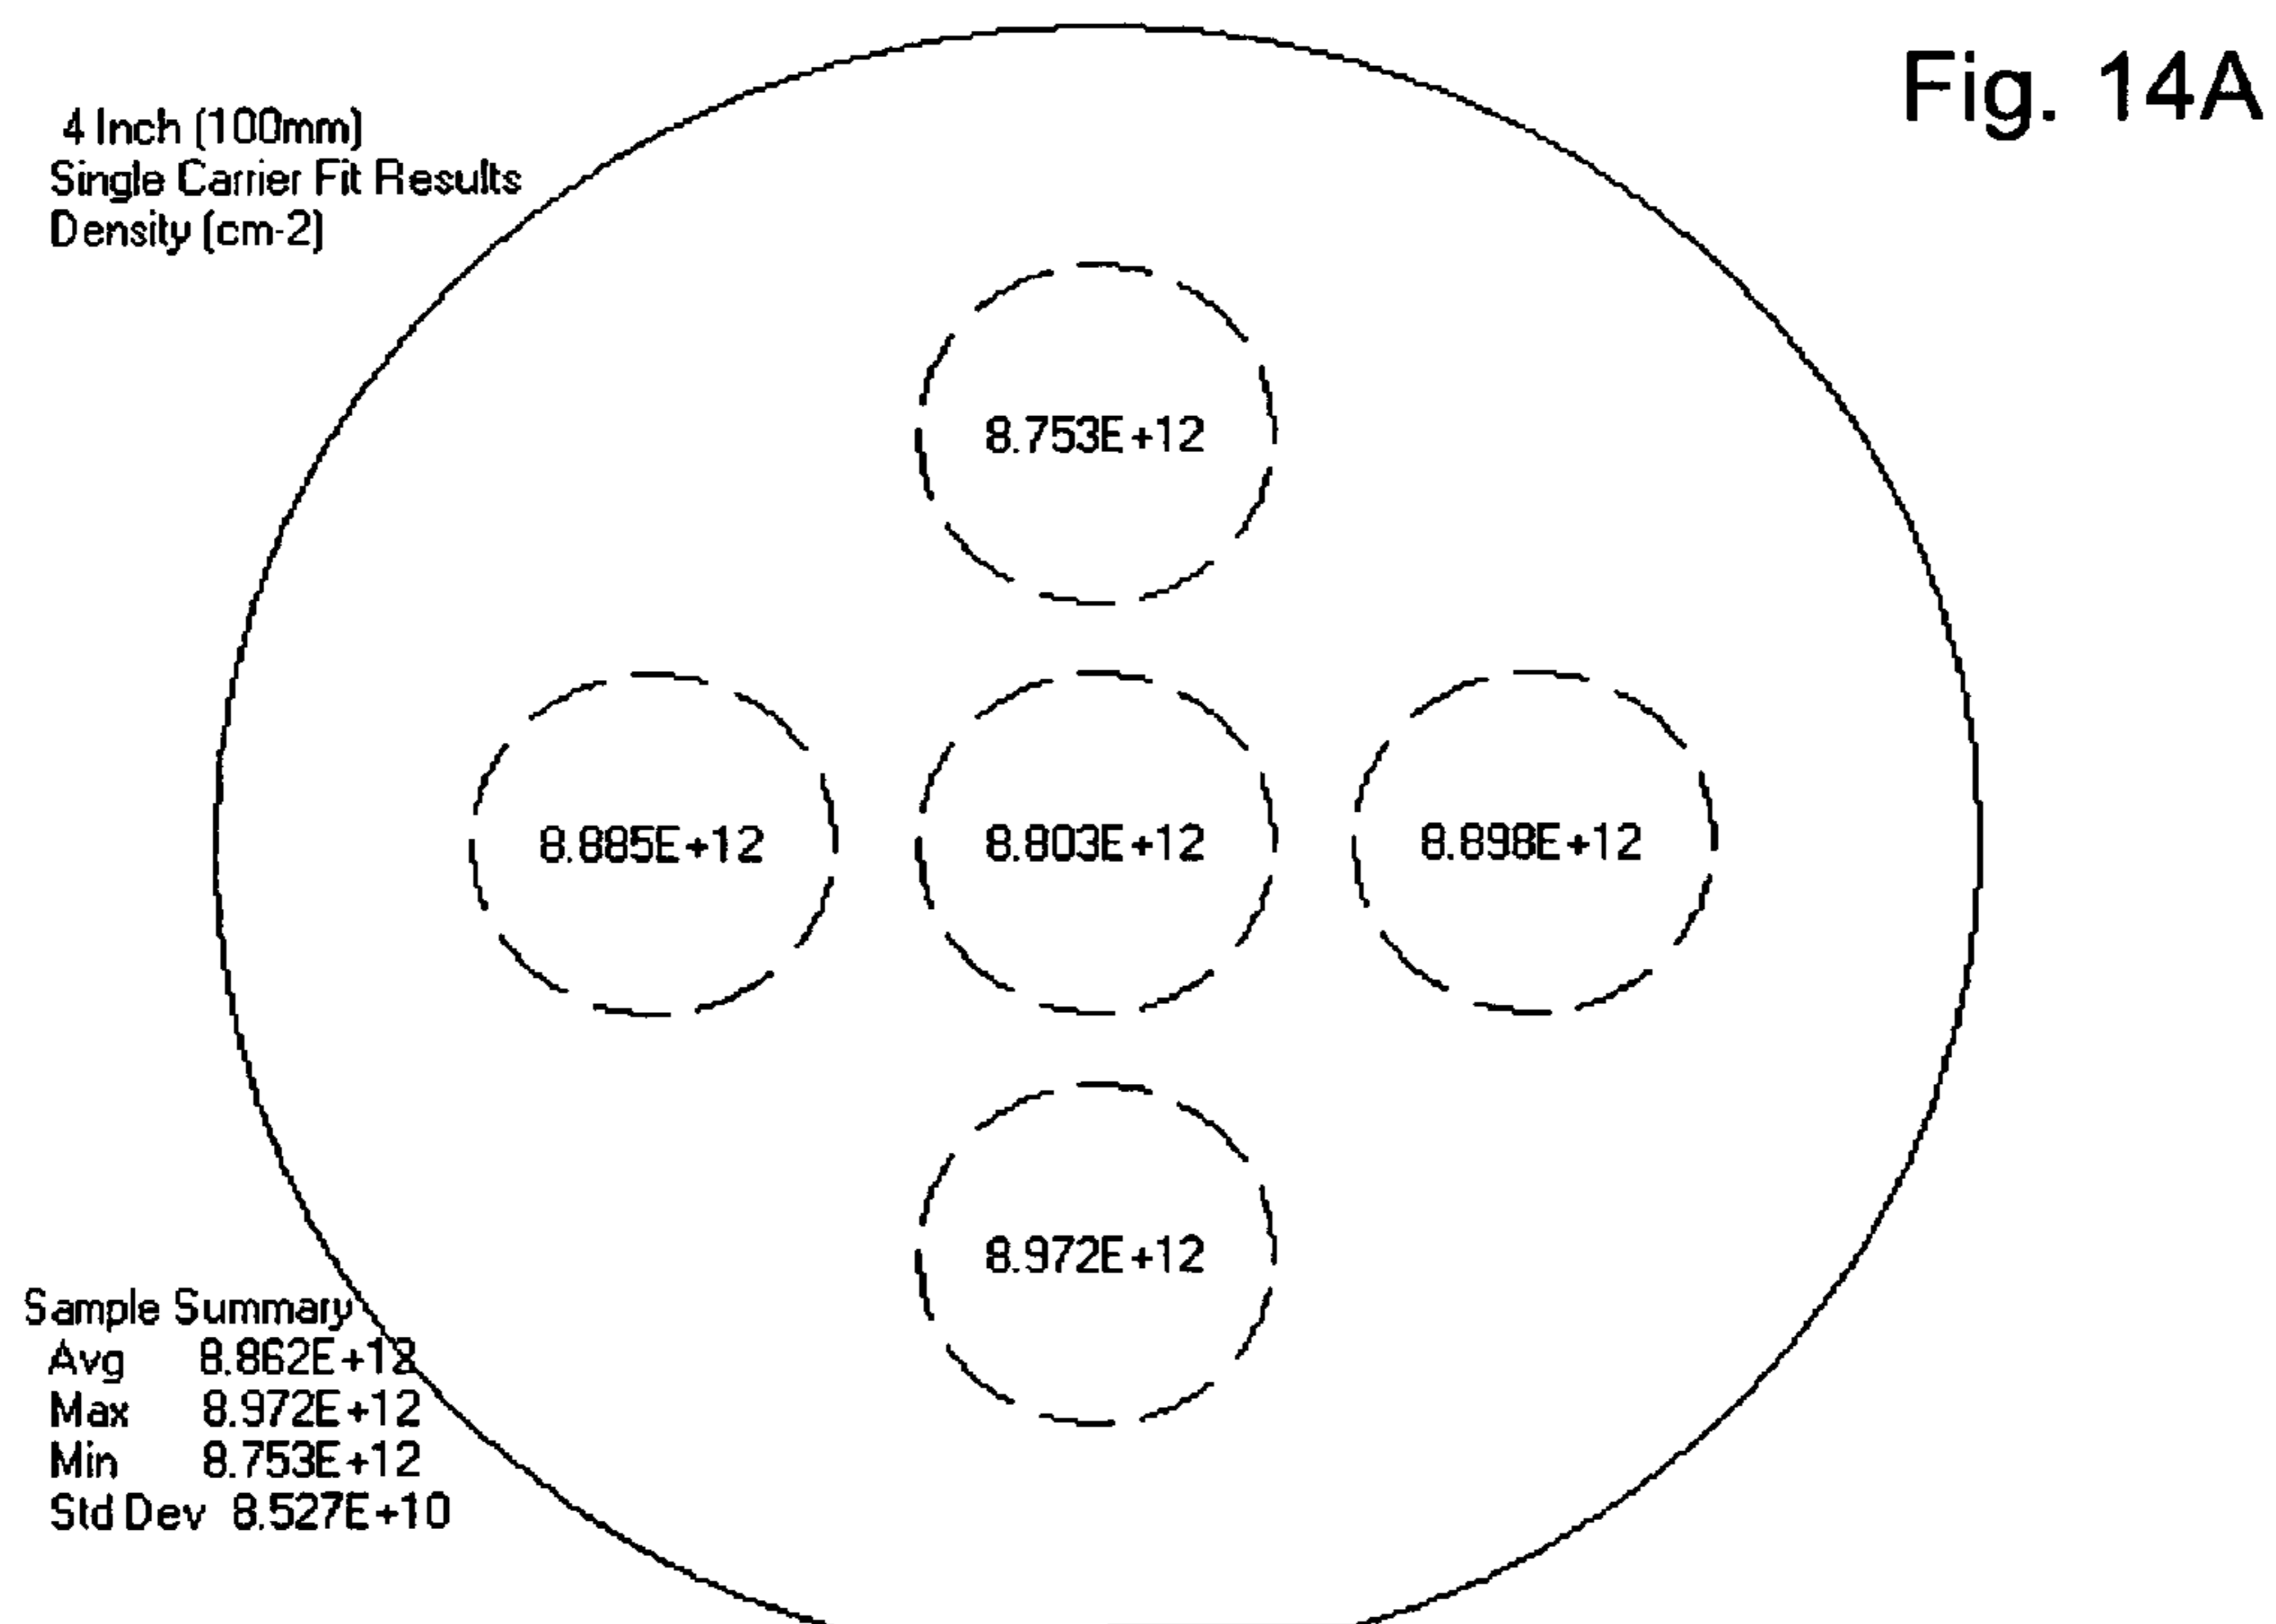 Fig. 14A
4 Inch (100mm)
Single Carrier Fit Results
Density (cm-2)
8.753E+12
8.885E+12 8.803E+12 8.898E+12
8.972E+12
Sample Summary
Avg 8.862E+12
Max 8.972E+12
Min 8.753E+12
Std Dev 8.527E+10